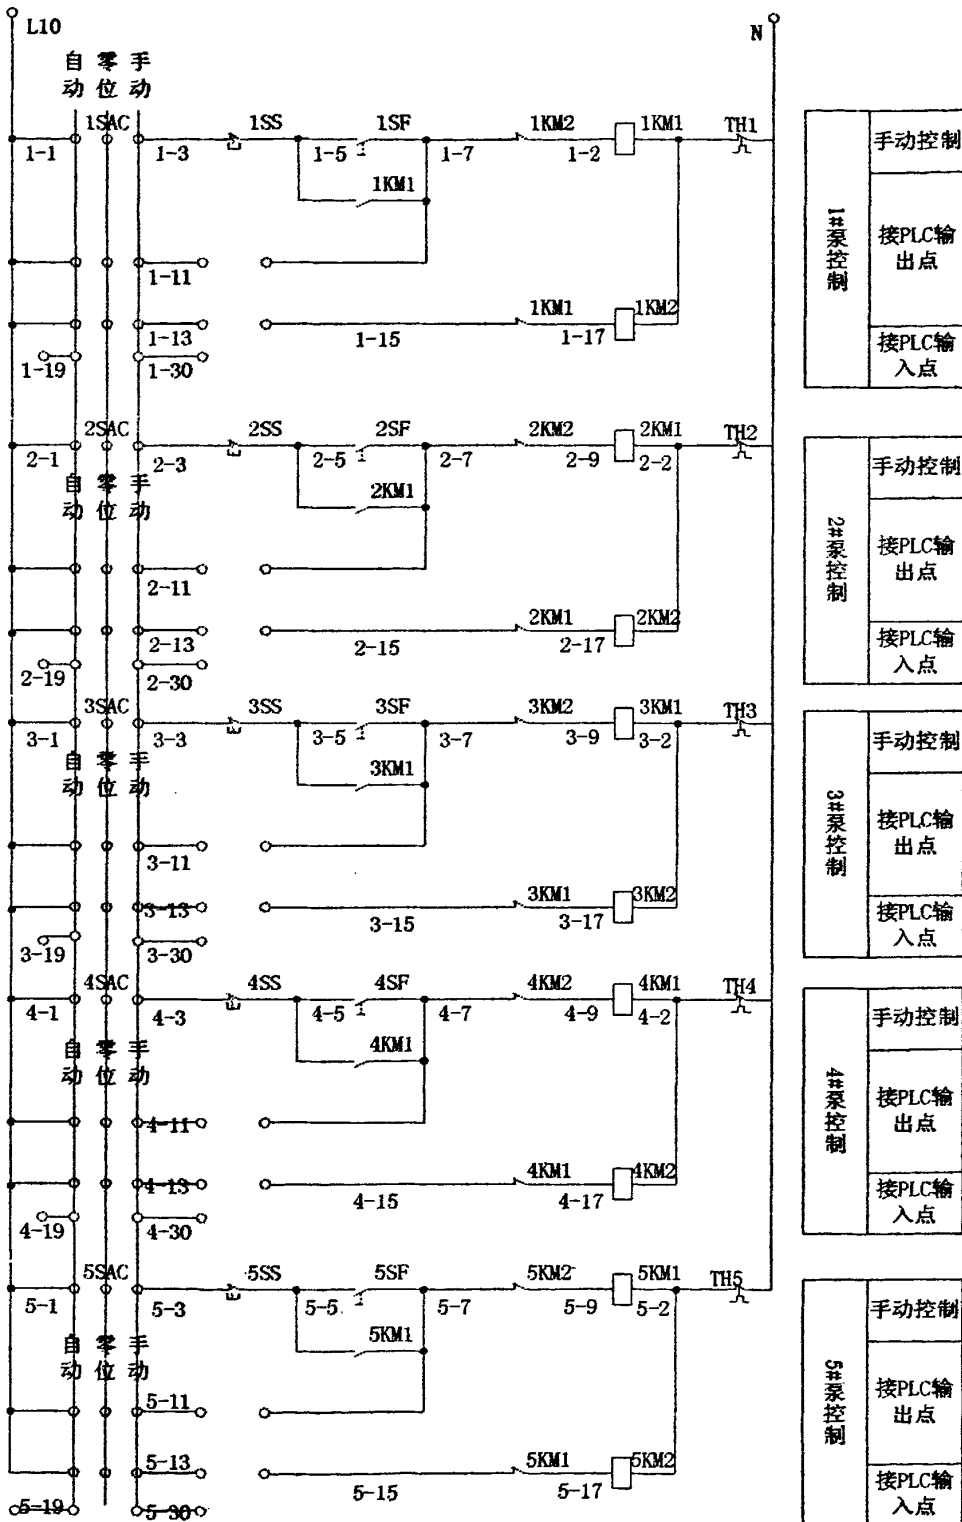 L10
N
自动 零位 手动
1SAC
1SS
1SF
1KM2
1KM1
TH1
1-1
1-3
1-5
1-7
1-2
1KM1
1-11
1KM1
1KM2
1-13
1-15
1-17
1-19
1-30
1#泵控制
手动控制
接PLC输出点
接PLC输入点
2SAC
2SS
2SF
2KM2
2KM1
TH2
2-1
2-3
2-5
2-7
2-9
2-2
自动 零位 手动
2KM1
2-11
2KM1
2KM2
2-13
2-15
2-17
2-19
2-30
2#泵控制
手动控制
接PLC输出点
接PLC输入点
3SAC
3SS
3SF
3KM2
3KM1
TH3
3-1
3-3
3-5
3-7
3-9
3-2
自动 零位 手动
3KM1
3-11
3KM1
3KM2
3-13
3-15
3-17
3-19
3-30
3#泵控制
手动控制
接PLC输出点
接PLC输入点
4SAC
4SS
4SF
4KM2
4KM1
TH4
4-1
4-3
4-5
4-7
4-9
4-2
自动 零位 手动
4KM1
4-11
4KM1
4KM2
4-13
4-15
4-17
4-19
4-30
4#泵控制
手动控制
接PLC输出点
接PLC输入点
5SAC
5SS
5SF
5KM2
5KM1
TH5
5-1
5-3
5-5
5-7
5-9
5-2
自动 零位 手动
5KM1
5-11
5KM1
5KM2
5-13
5-15
5-17
5-19
5-30
5#泵控制
手动控制
接PLC输出点
接PLC输入点